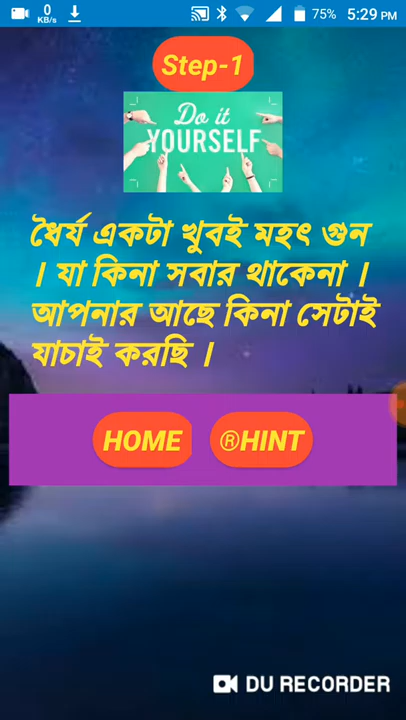 0
KB/s
75% 5:29 PM
Step-1
Do it
YOURSELF
ধৈর্য একটা খুবই মহৎ গুন
। যা কিনা সবার থাকেনা ।
আপনার আছে কিনা সেটাই
যাচাই করছি ।
HOME ®HINT
DU RECORDER